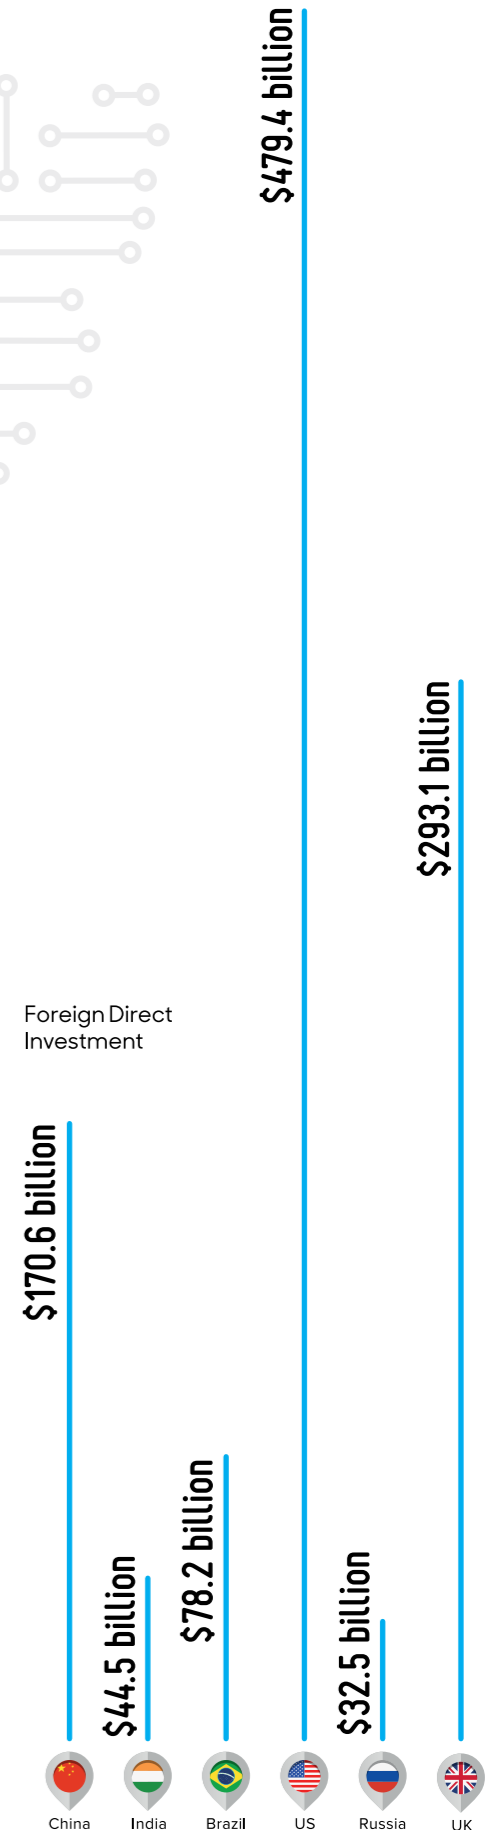 $479.4 billion
$293.1 billion
Foreign Direct
Investment
$170.6 billion
$78.2 billion
$44.5 billion
$32.5 billion
China
India
Brazil
US
Russia
UK